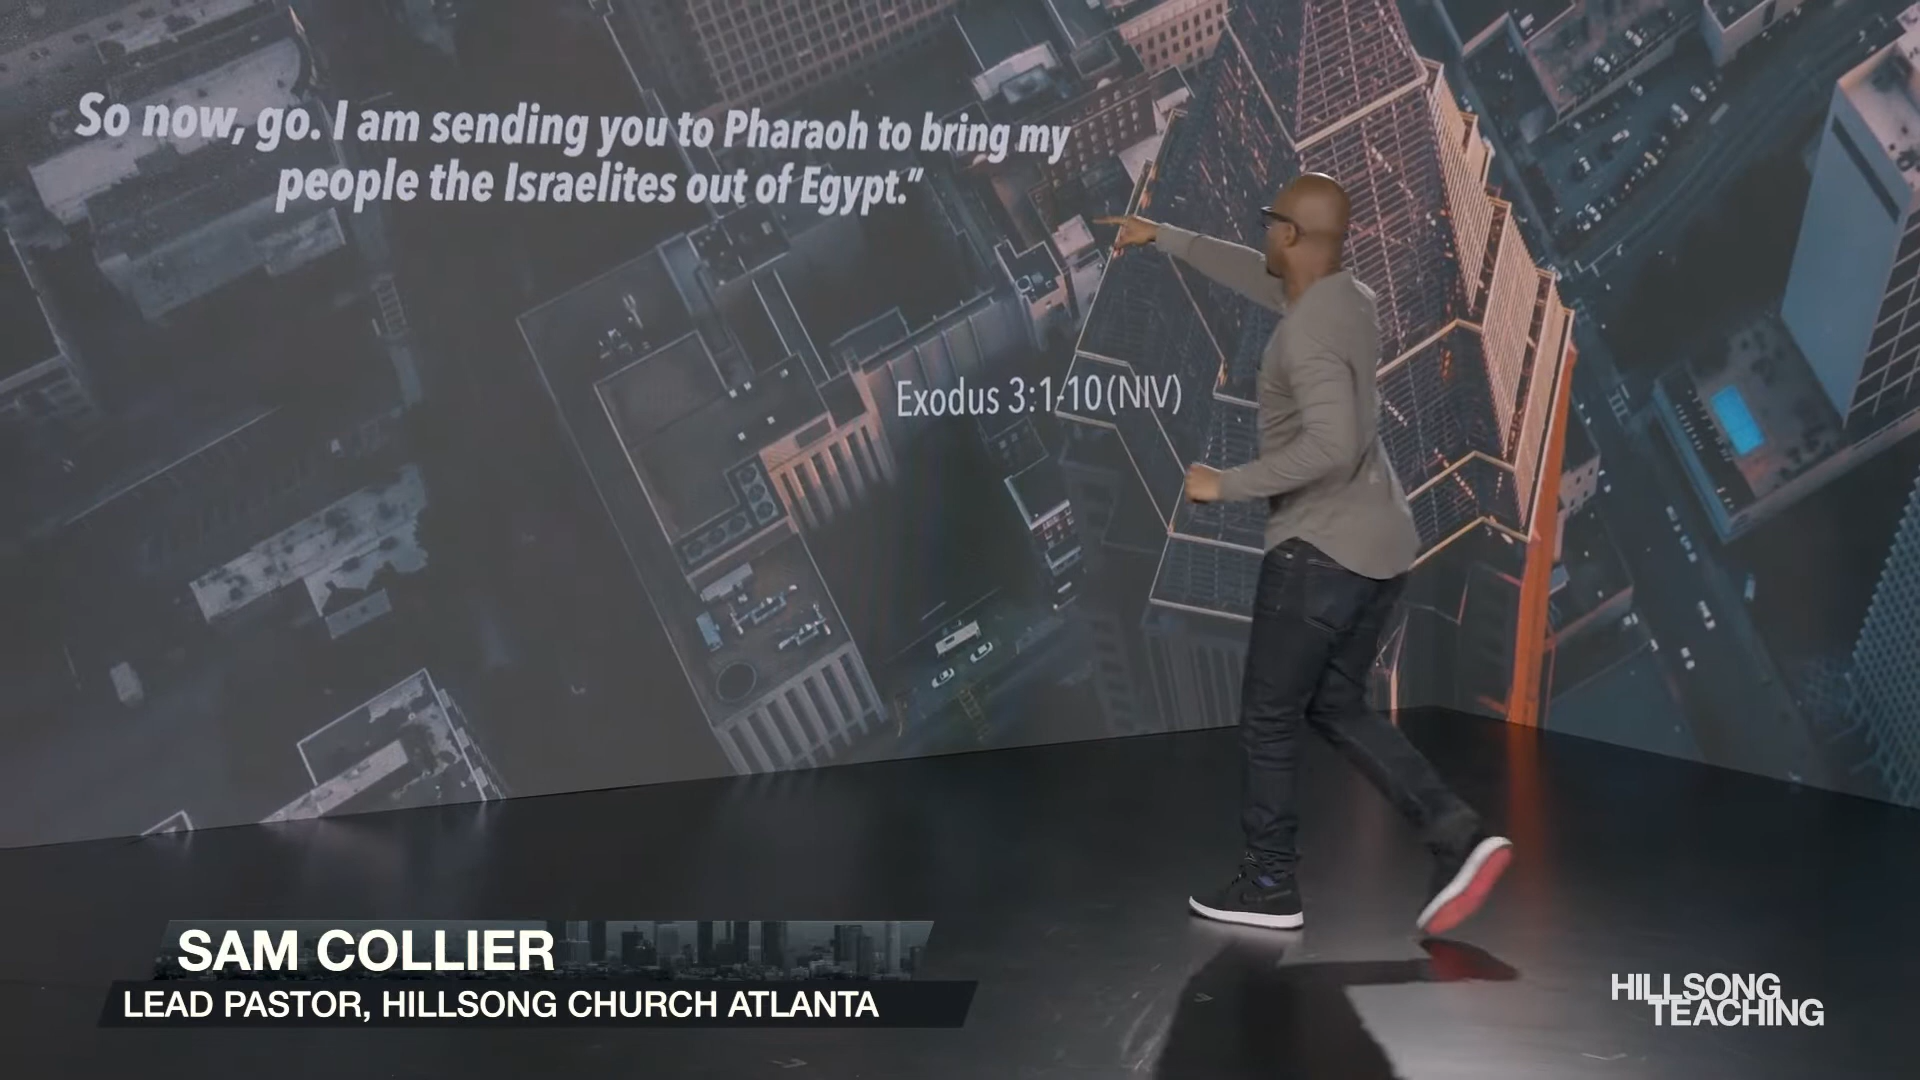 So now, go. I am sending you to Pharaoh to bring my
people the Israelites out of Egypt.”
Exodus 3:1-10(NIV)
SAM COLLIER
LEAD PASTOR, HILLSONG CHURCH ATLANTA
HILLSONG
TEACHING